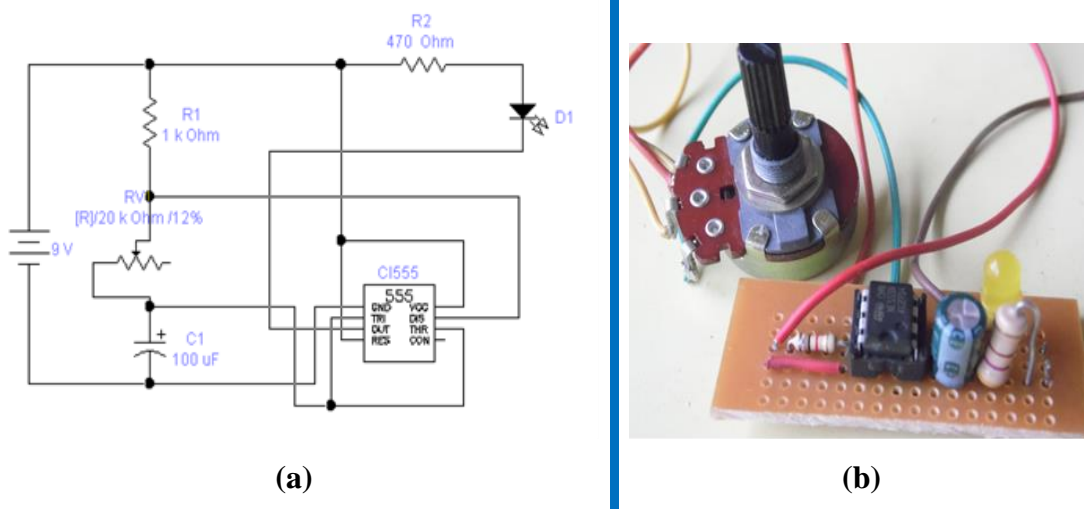 R2
470 Ohm
R1
1 k Ohm
D1
RV
[R]/20 k Ohm /12%
9 V
CI555
555
GND VCC
TRI DIS
OUT THR
RES CON
+
C1
100 uF
(a)
(b)